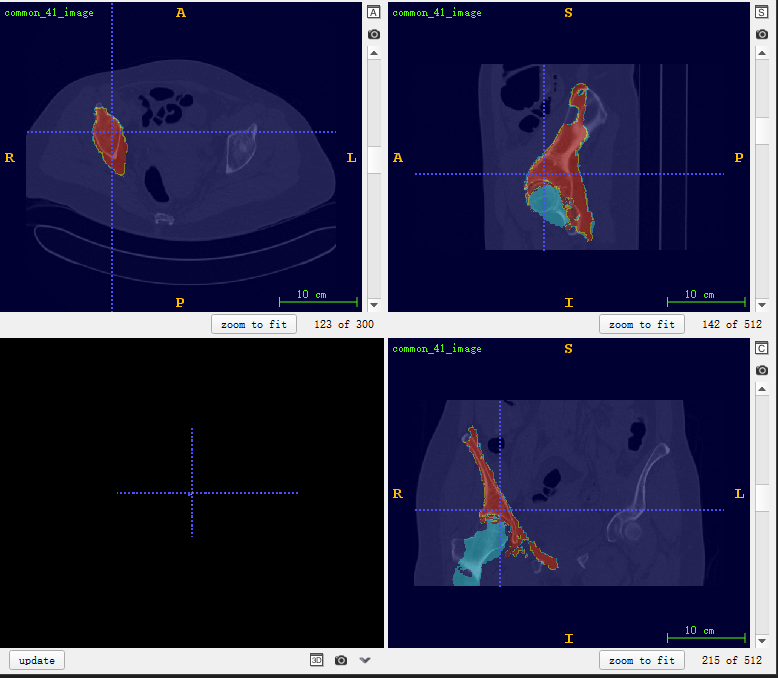 common_41_image
A
A
R
L
10 cm
P
zoom to fit
123 of 300
common_41_image
S
S
A
P
10 cm
I
zoom to fit
142 of 512
update
3D
common_41_image
S
C
R
L
10 cm
I
zoom to fit
215 of 512